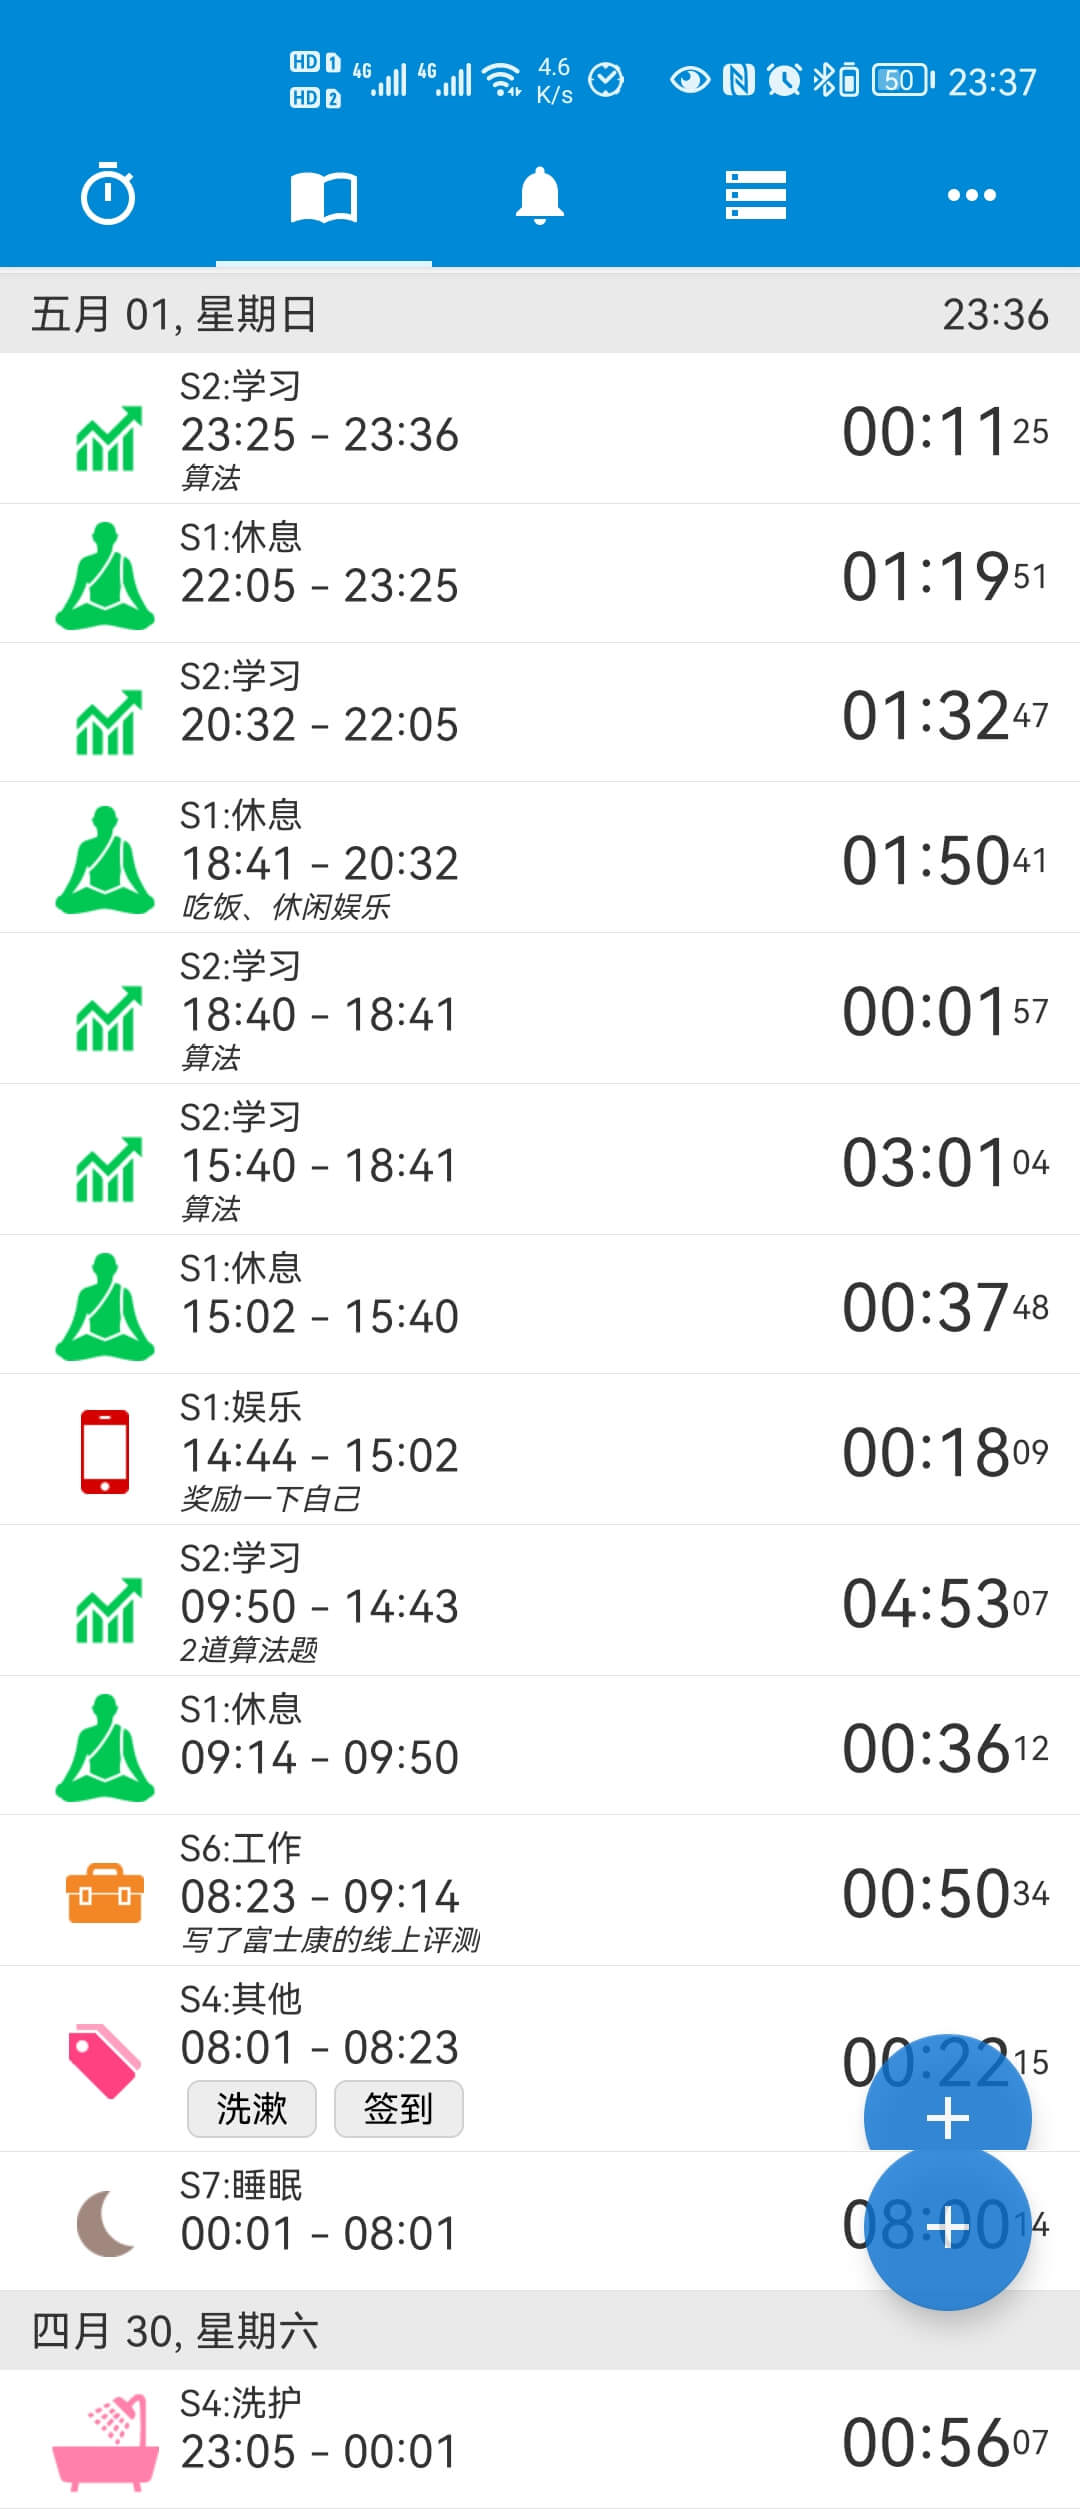 HD 1 4G 4G 4.6 K/s 50 23:37
HD 2
五月 01, 星期日 23:36
S2:学习
23:25 – 23:36 00:11 25
算法
S1:休息
22:05 – 23:25 01:19 51
S2:学习
20:32 – 22:05 01:32 47
S1:休息
18:41 – 20:32 01:50 41
吃饭、休闲娱乐
S2:学习
18:40 – 18:41 00:01 57
算法
S2:学习
15:40 – 18:41 03:01 04
算法
S1:休息
15:02 – 15:40 00:37 48
S1:娱乐
14:44 – 15:02 00:18 09
奖励一下自己
S2:学习
09:50 – 14:43 04:53 07
2道算法题
S1:休息
09:14 – 09:50 00:36 12
S6:工作
08:23 – 09:14 00:50 34
写了富士康的线上评测
S4:其他
08:01 – 08:23 00:22 15
洗漱 签到
S7:睡眠
00:01 – 08:01 08:00 14
四月 30, 星期六
S4:洗护
23:05 – 00:01 00:56 07